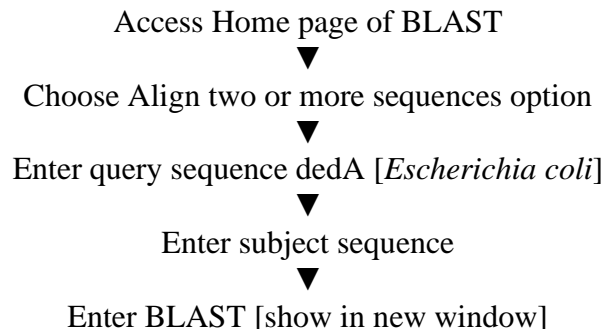 Access Home page of BLAST
Choose Align two or more sequences option
Enter query sequence dedA [Escherichia coli]
Enter subject sequence
Enter BLAST [show in new window]